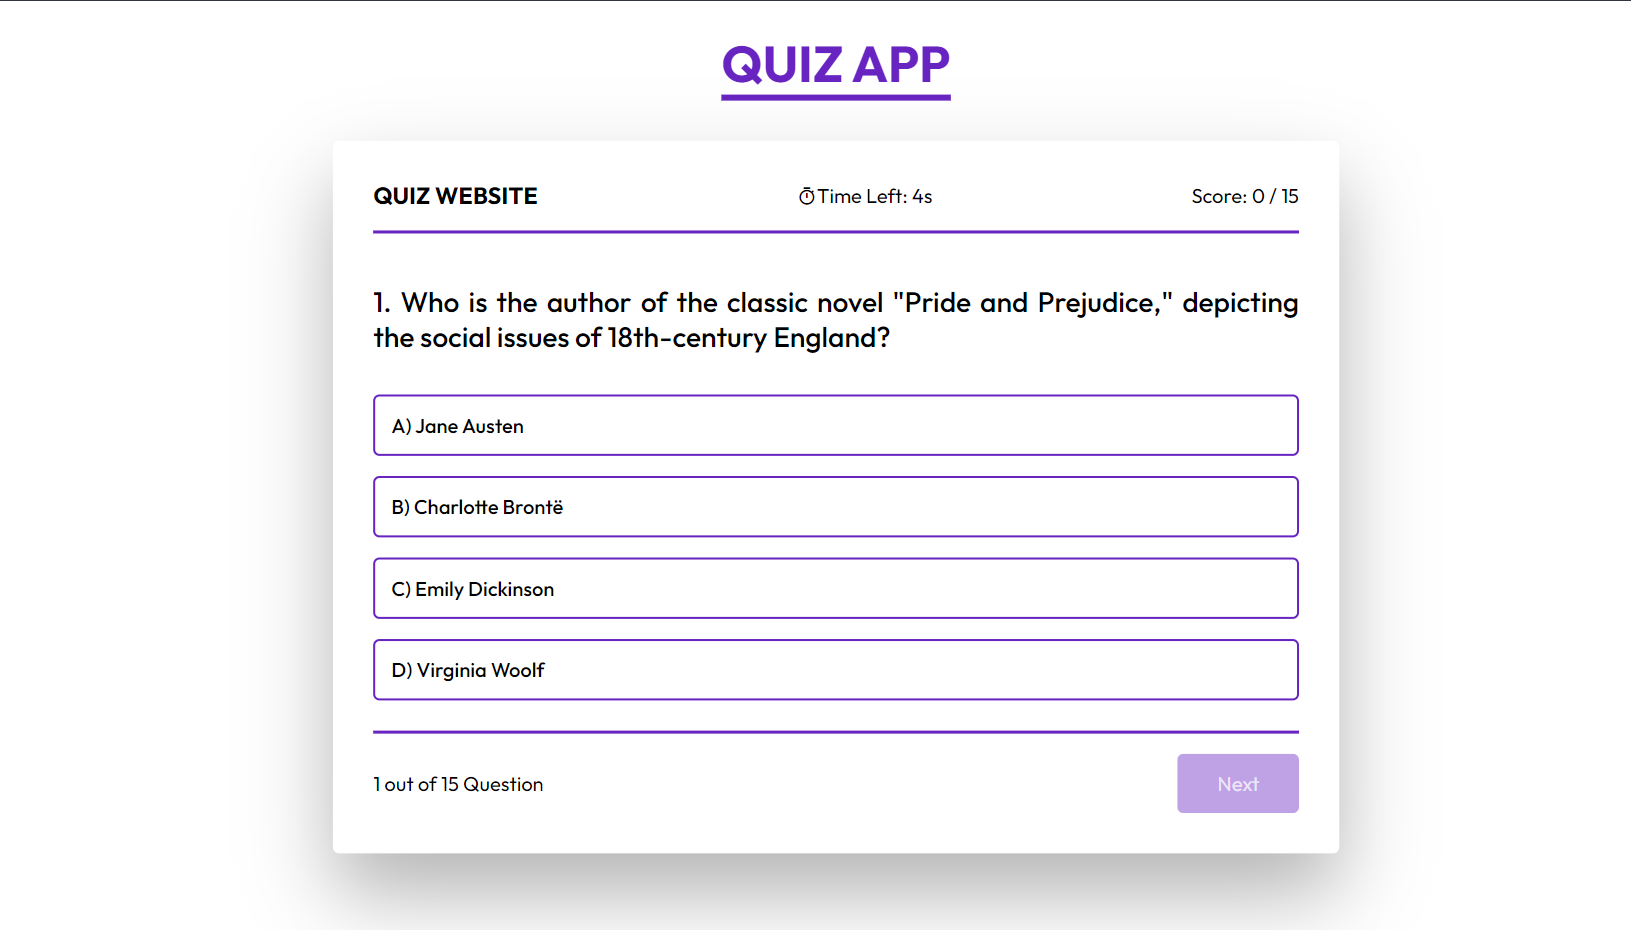 QUIZ APP
QUIZ WEBSITE
Time Left: 4s
Score: 0 / 15
1. Who is the author of the classic novel "Pride and Prejudice," depicting
the social issues of 18th-century England?
A) Jane Austen
B) Charlotte Brontë
C) Emily Dickinson
D) Virginia Woolf
1 out of 15 Question
Next